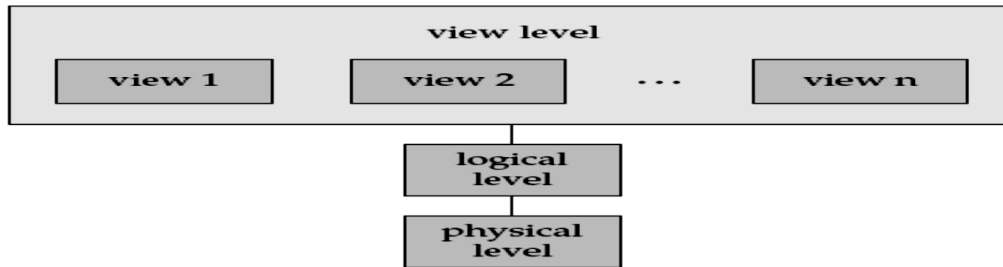 view level
view 1 view 2 ... view n
logical
level
physical
level